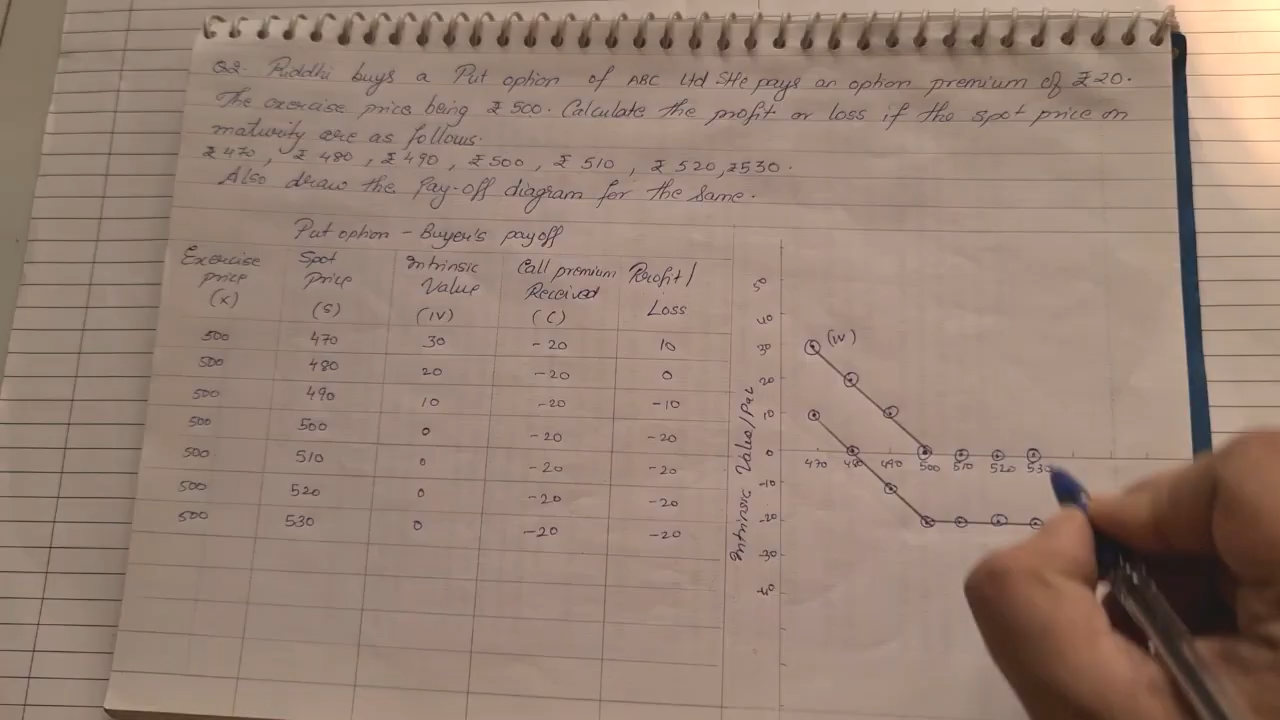 Q2. Riddhi buys a Put option of ABC Ltd SHe pays an option premium of ₹20.
The exercise price being ₹ 500. Calculate the profit or loss if the spot price on
maturity are as follows.
₹ 470, ₹ 480, ₹ 490, ₹ 500, ₹ 510, ₹ 520, ₹530.
Also draw the Pay-off diagram for the same.
Put option - Buyer's payoff
Exercise price (X) Spot Price (S) Intrinsic Value (IV) Call premium Received (C) Profit/ Loss
500 470 30 -20 10
500 480 20 -20 0
500 490 10 -20 -10
500 500 0 -20 -20
500 510 0 -20 -20
500 520 0 -20 -20
500 530 0 -20 -20
Intrinsic Value/Pac
50
40
30
20
10
0
-10
-20
-30
-40
(IV)
470 480 490 500 510 520 530